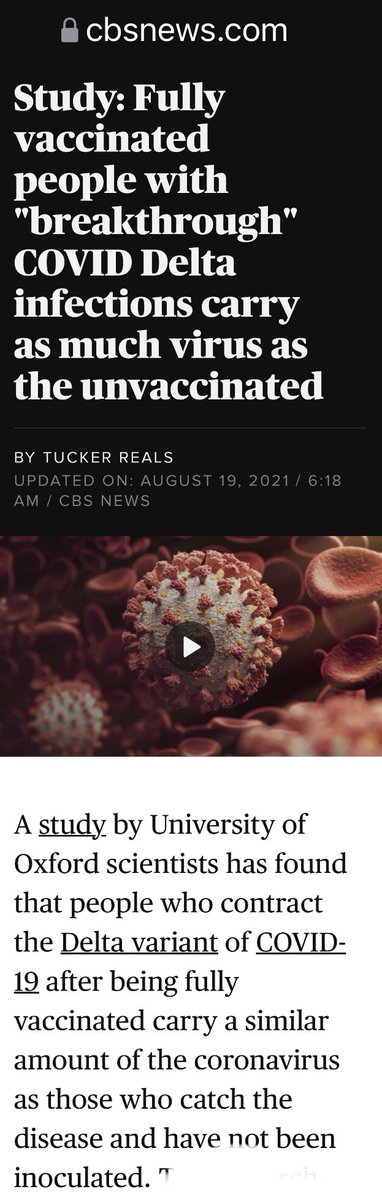 cbsnews.com
Study: Fully
vaccinated
people with
"breakthrough"
COVID Delta
infections carry
as much virus as
the unvaccinated
BY TUCKER REALS
UPDATED ON: AUGUST 19, 2021 / 6:18
AM / CBS NEWS
A study by University of
Oxford scientists has found
that people who contract
the Delta variant of COVID-
19 after being fully
vaccinated carry a similar
amount of the coronavirus
as those who catch the
disease and have not been
inoculated.